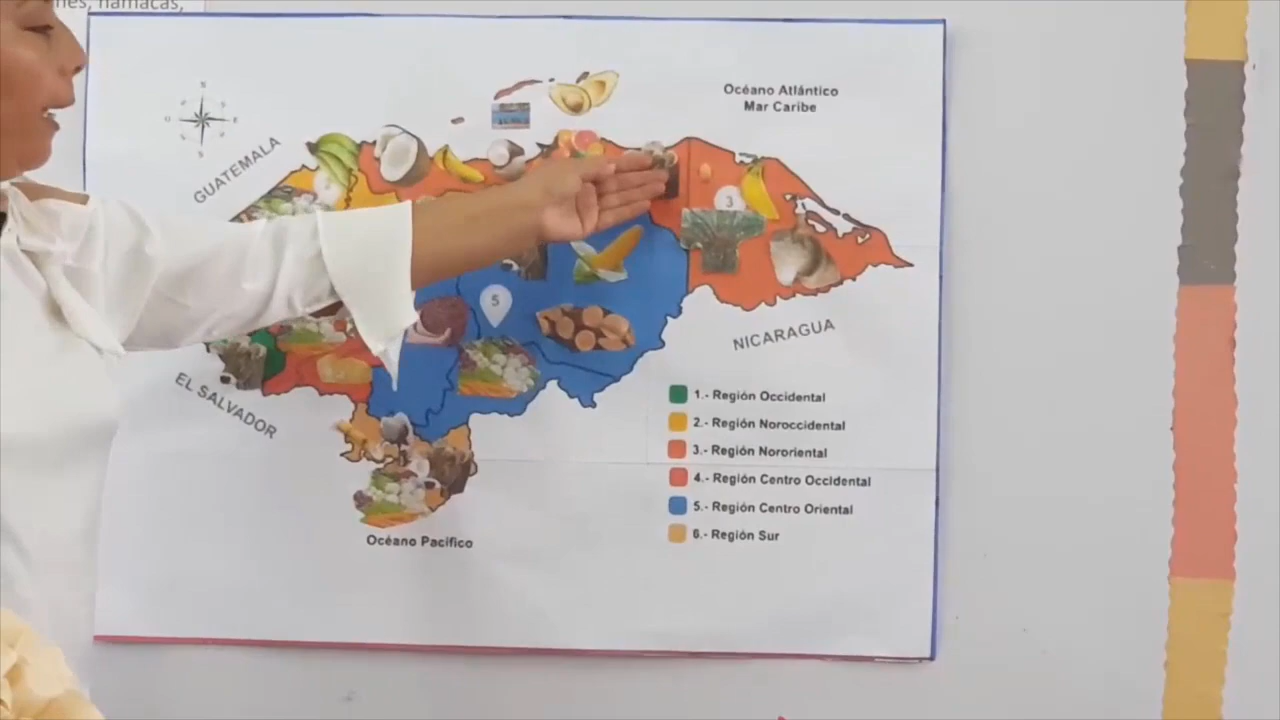 hamacas,
N
O
E
S
GUATEMALA
Océano Atlántico
Mar Caribe
3
5
NICARAGUA
EL SALVADOR
1.- Región Occidental
2.- Región Noroccidental
3.- Región Nororiental
4.- Región Centro Occidental
5.- Región Centro Oriental
6.- Región Sur
Océano Pacífico